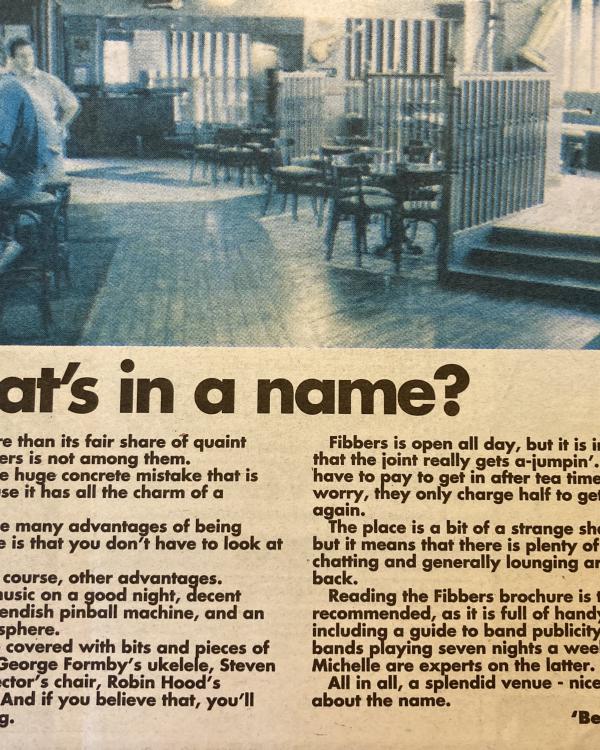 at's in a name?
re than its fair share of quaint
ers is not among them.
e huge concrete mistake that is
use it has all the charm of a
e many advantages of being
e is that you don't have to look at
course, other advantages.
music on a good night, decent
endish pinball machine, and an
sphere.
covered with bits and pieces of
George Formby's ukelele, Steven
ector's chair, Robin Hood's
And if you believe that, you'll
g.
Fibbers is open all day, but it is in
that the joint really gets a-jumpin'.
have to pay to get in after tea time
worry, they only charge half to get
again.
The place is a bit of a strange sha
but it means that there is plenty of
chatting and generally lounging ar
back.
Reading the Fibbers brochure is t
recommended, as it is full of handy
including a guide to band publicity
bands playing seven nights a wee
Michelle are experts on the latter.
All in all, a splendid venue - nice
about the name.
'Be